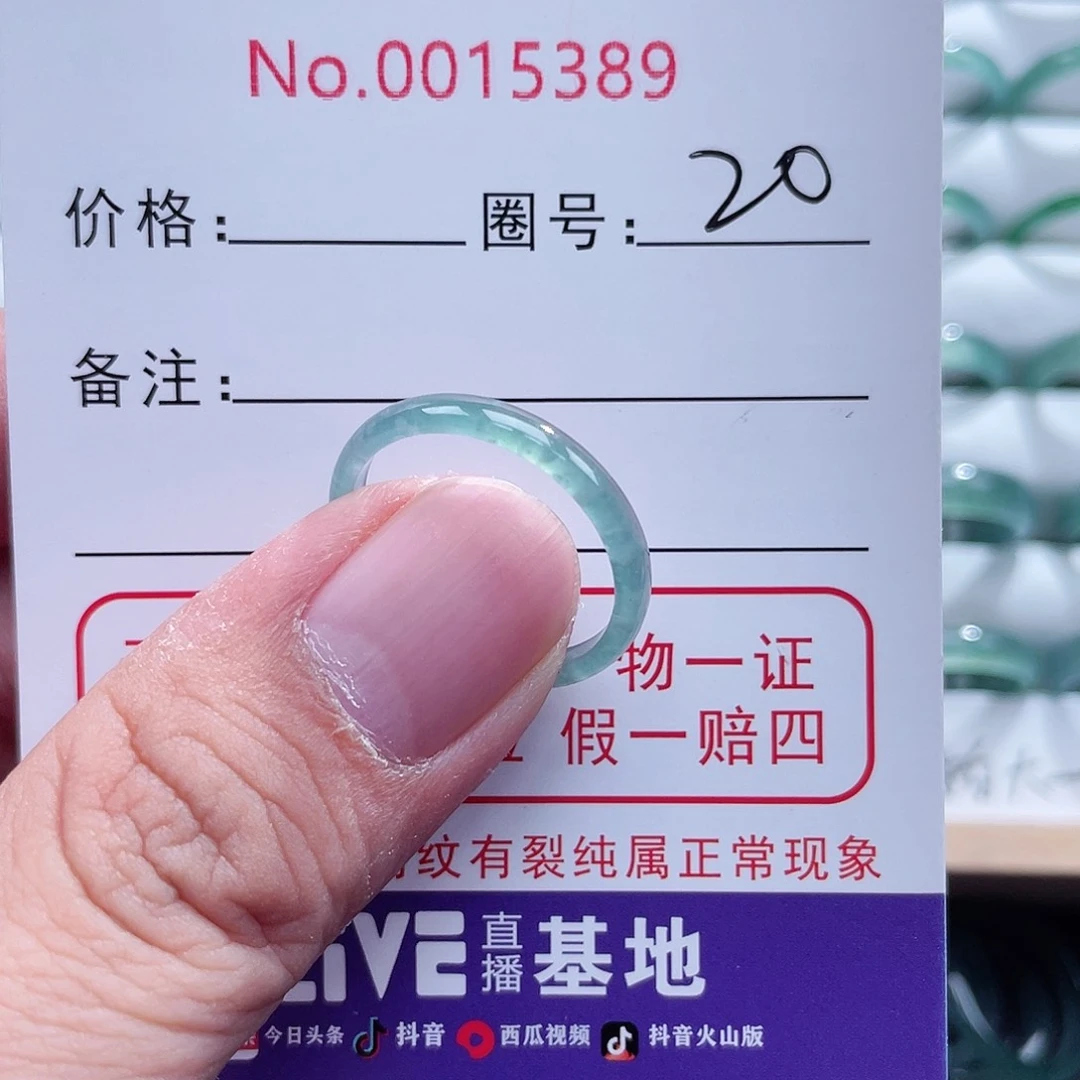 No.0015389
价格: 圈号: 20
备注:
物一证
假一赔四
纹有裂纯属正常现象
LIVE 直播 基地
今日头条 抖音 西瓜视频 抖音火山版